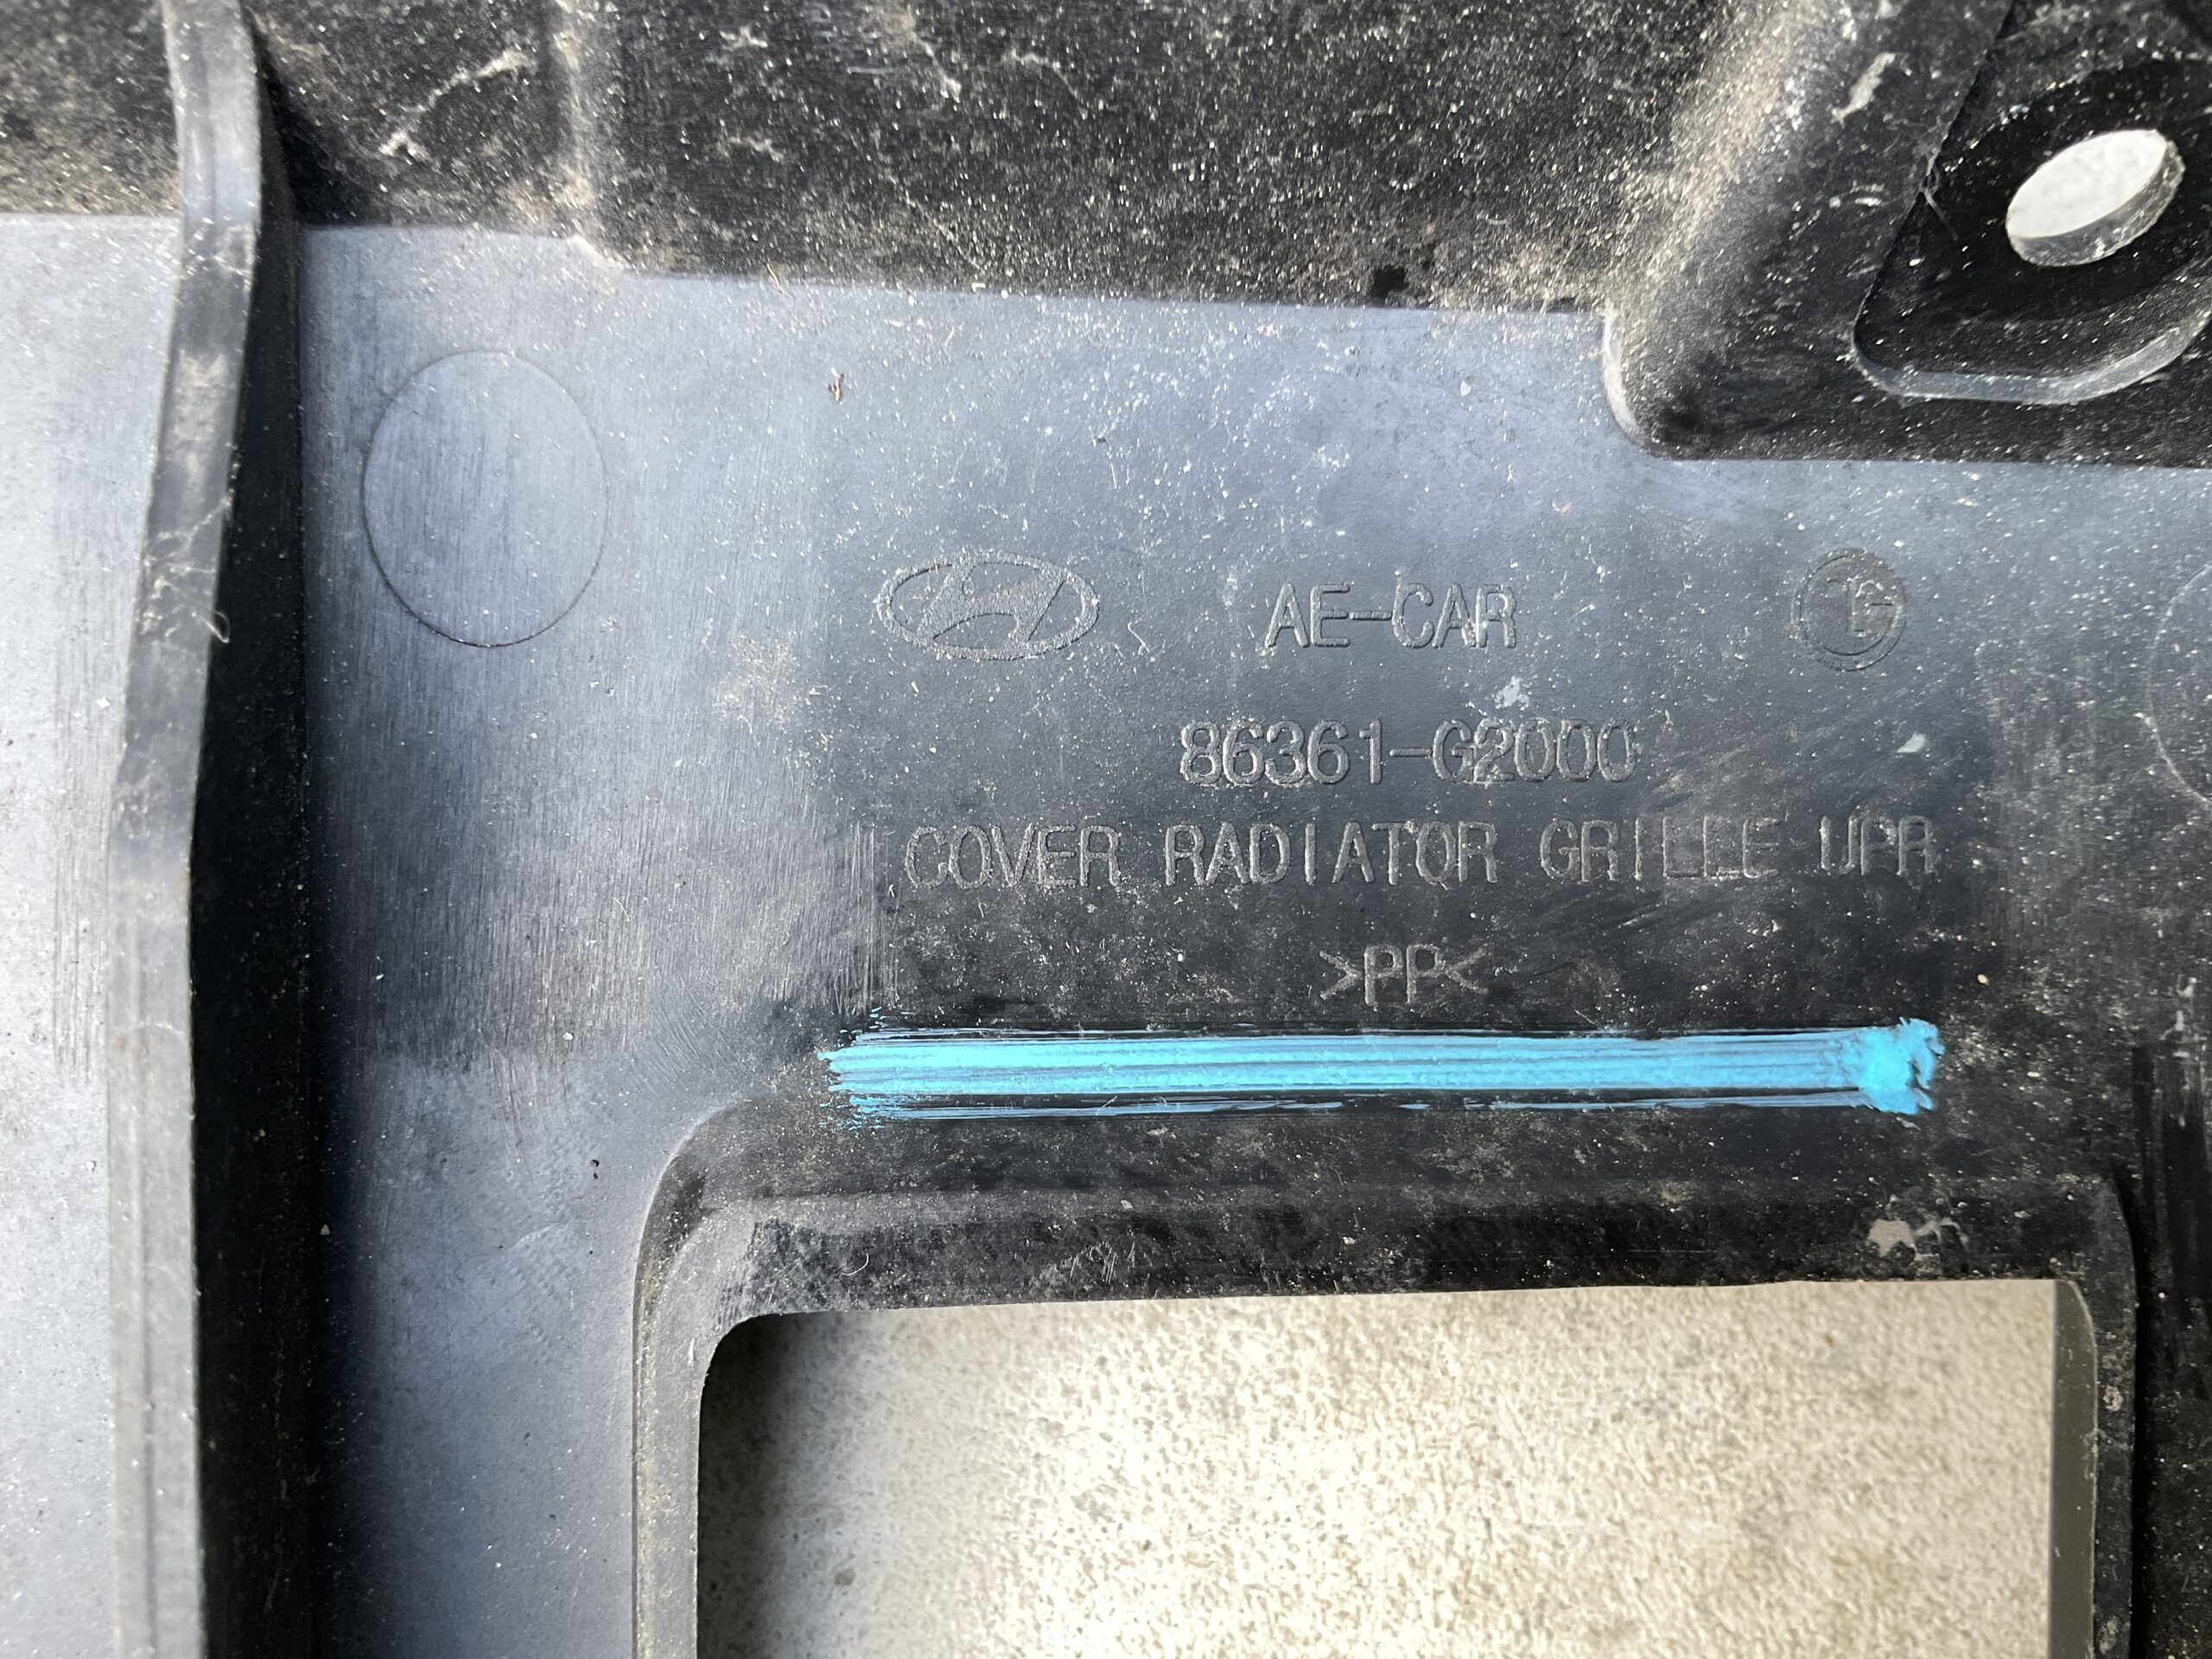 AE-CAR
86361-G2000
COVER RADIATOR GRILLE UPR
>PP<